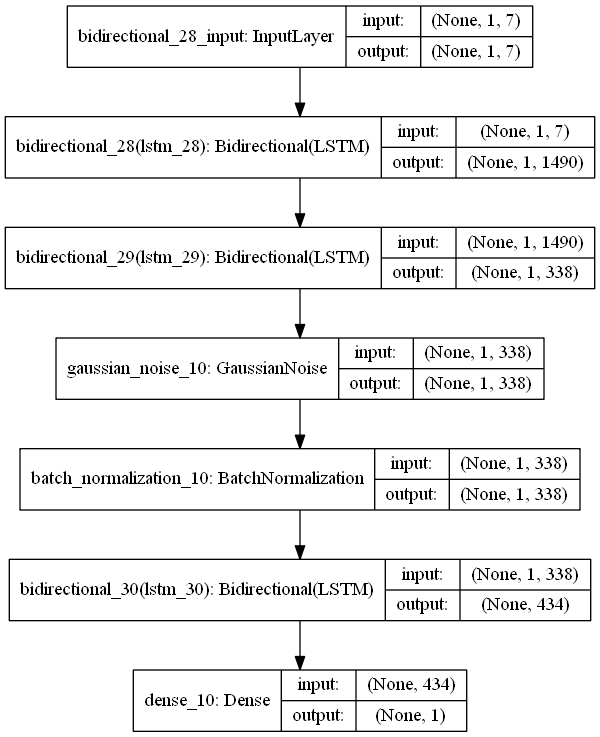 bidirectional_28_input: InputLayer
input: (None, 1, 7)
output: (None, 1, 7)
bidirectional_28(lstm_28): Bidirectional(LSTM)
input: (None, 1, 7)
output: (None, 1, 1490)
bidirectional_29(lstm_29): Bidirectional(LSTM)
input: (None, 1, 1490)
output: (None, 1, 338)
gaussian_noise_10: GaussianNoise
input: (None, 1, 338)
output: (None, 1, 338)
batch_normalization_10: BatchNormalization
input: (None, 1, 338)
output: (None, 1, 338)
bidirectional_30(lstm_30): Bidirectional(LSTM)
input: (None, 1, 338)
output: (None, 434)
dense_10: Dense
input: (None, 434)
output: (None, 1)